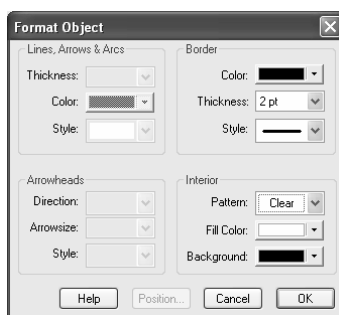 Format Object
Lines, Arrows & Arcs
Thickness:
Color:
Style:
Border
Color:
Thickness: 2 pt
Style:
Arrowheads
Direction:
Arrowsize:
Style:
Interior
Pattern: Clear
Fill Color:
Background:
Help Position... Cancel OK